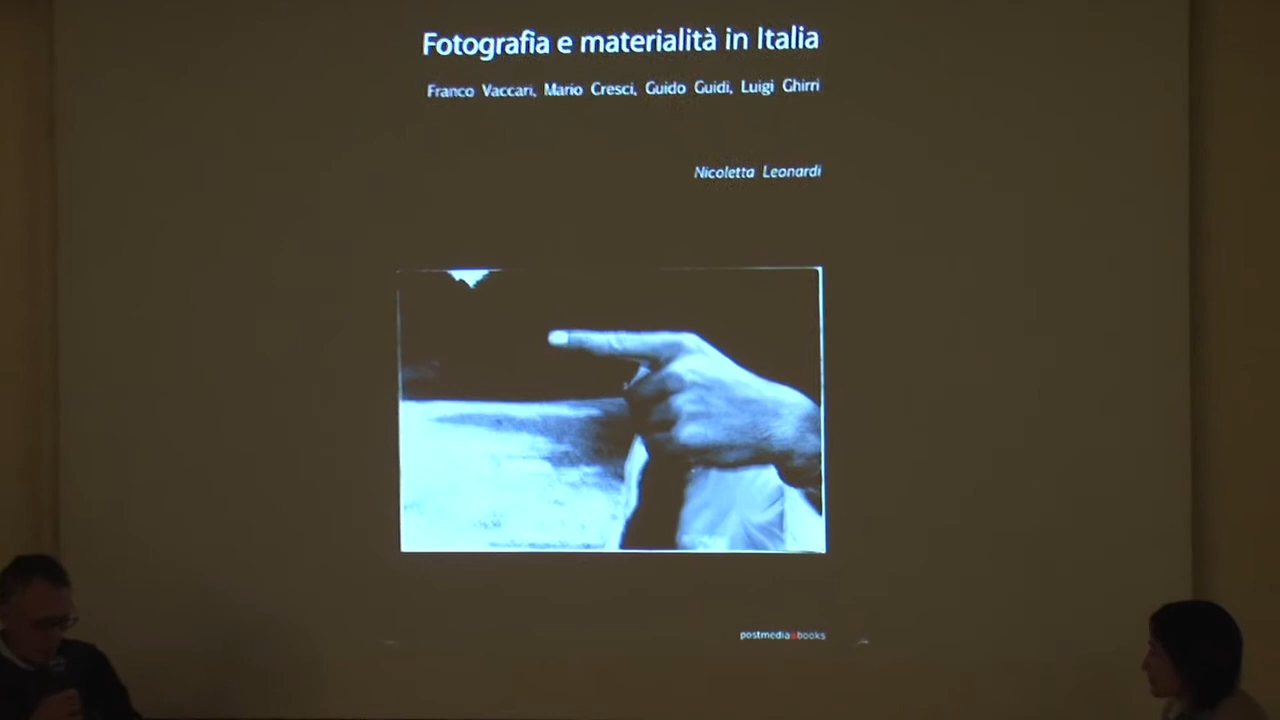 Fotografia e materialità in Italia
Franco Vaccari, Mario Cresci, Guido Guidi, Luigi Ghirri
Nicoletta Leonardi
postmedia●books